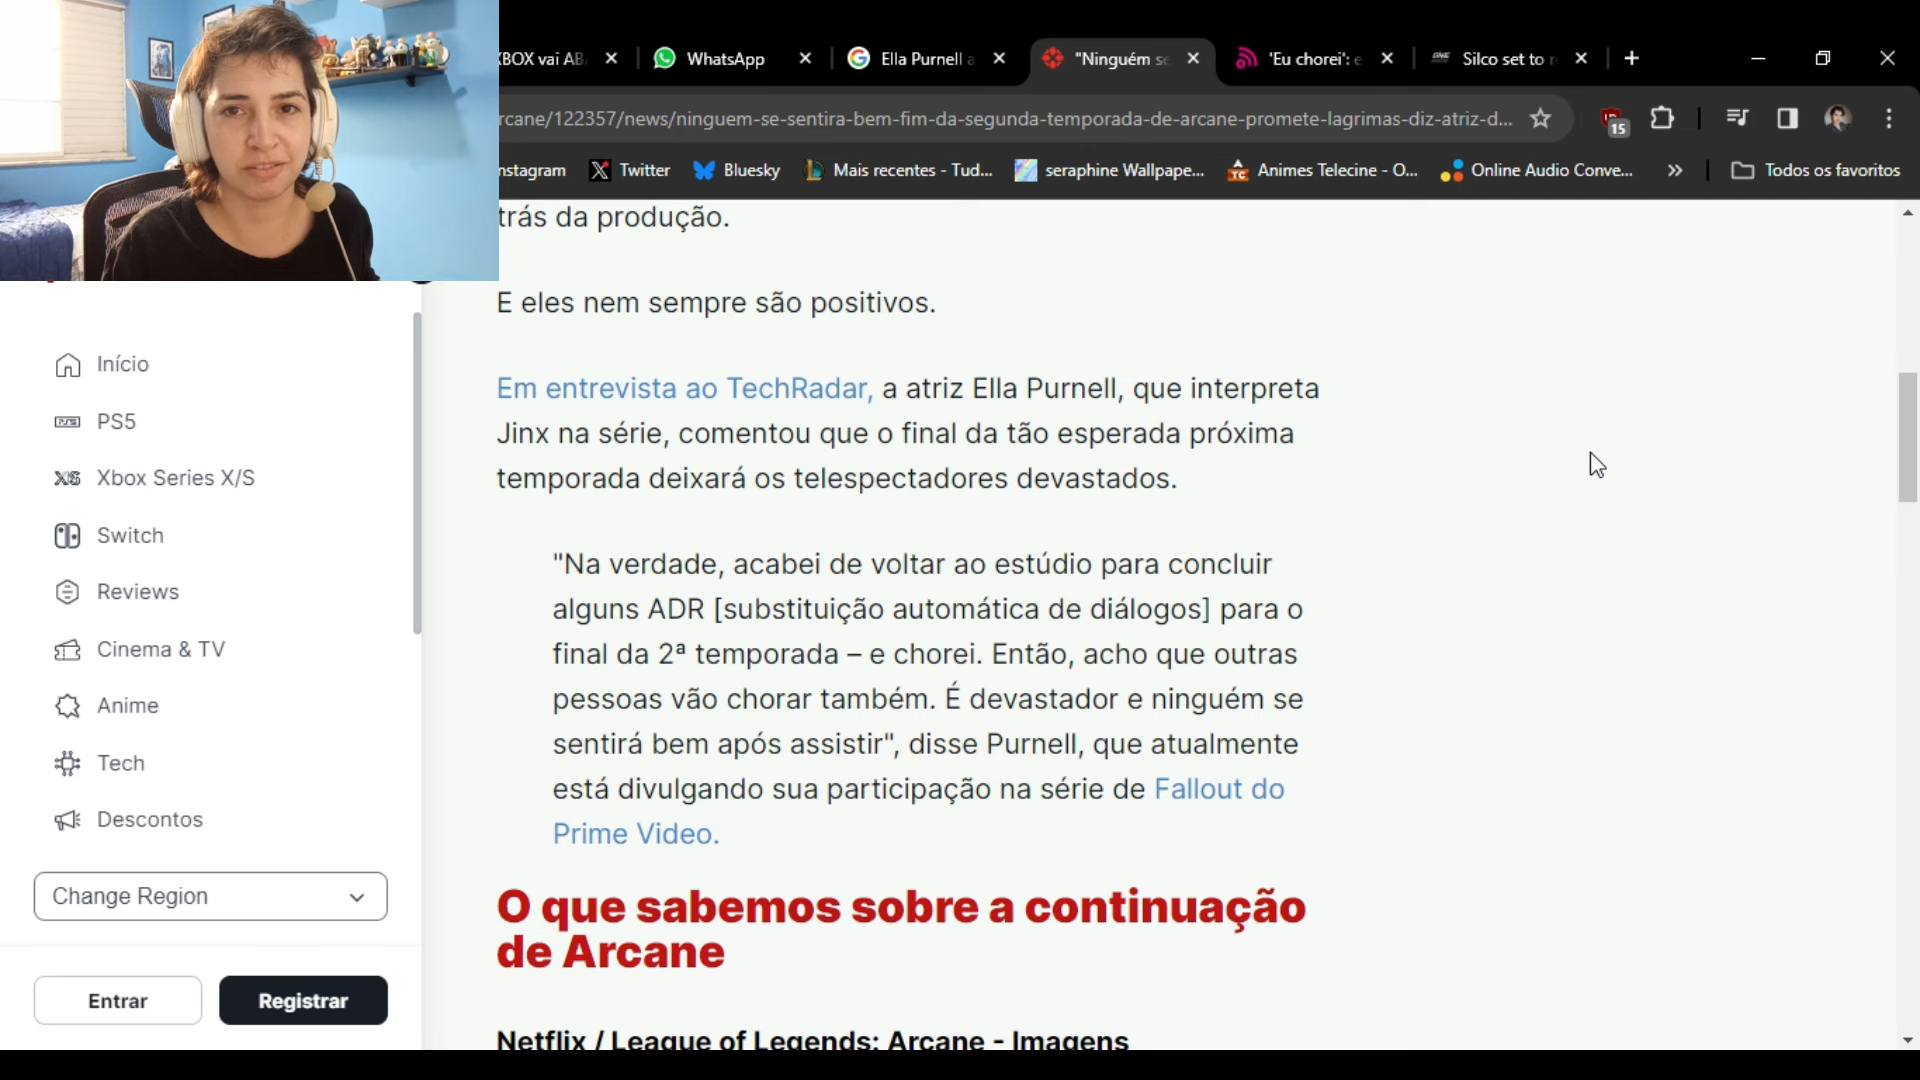 XBOX vai AB
WhatsApp
Ella Purnell a
"Ninguém se
'Eu chorei': e
Silco set to r
rcane/122357/news/ninguem-se-sentira-bem-fim-da-segunda-temporada-de-arcane-promete-lagrimas-diz-atriz-d...
15
nstagram
Twitter
Bluesky
Mais recentes - Tud...
seraphine Wallpape...
Animes Telecine - O...
Online Audio Conve...
Todos os favoritos
trás da produção.
E eles nem sempre são positivos.
Em entrevista ao TechRadar, a atriz Ella Purnell, que interpreta
Jinx na série, comentou que o final da tão esperada próxima
temporada deixará os telespectadores devastados.
"Na verdade, acabei de voltar ao estúdio para concluir
alguns ADR [substituição automática de diálogos] para o
final da 2ª temporada – e chorei. Então, acho que outras
pessoas vão chorar também. É devastador e ninguém se
sentirá bem após assistir", disse Purnell, que atualmente
está divulgando sua participação na série de Fallout do
Prime Video.
O que sabemos sobre a continuação
de Arcane
Netflix / League of Legends: Arcane - Imagens
Início
PS5
Xbox Series X/S
Switch
Reviews
Cinema & TV
Anime
Tech
Descontos
Change Region
Entrar
Registrar